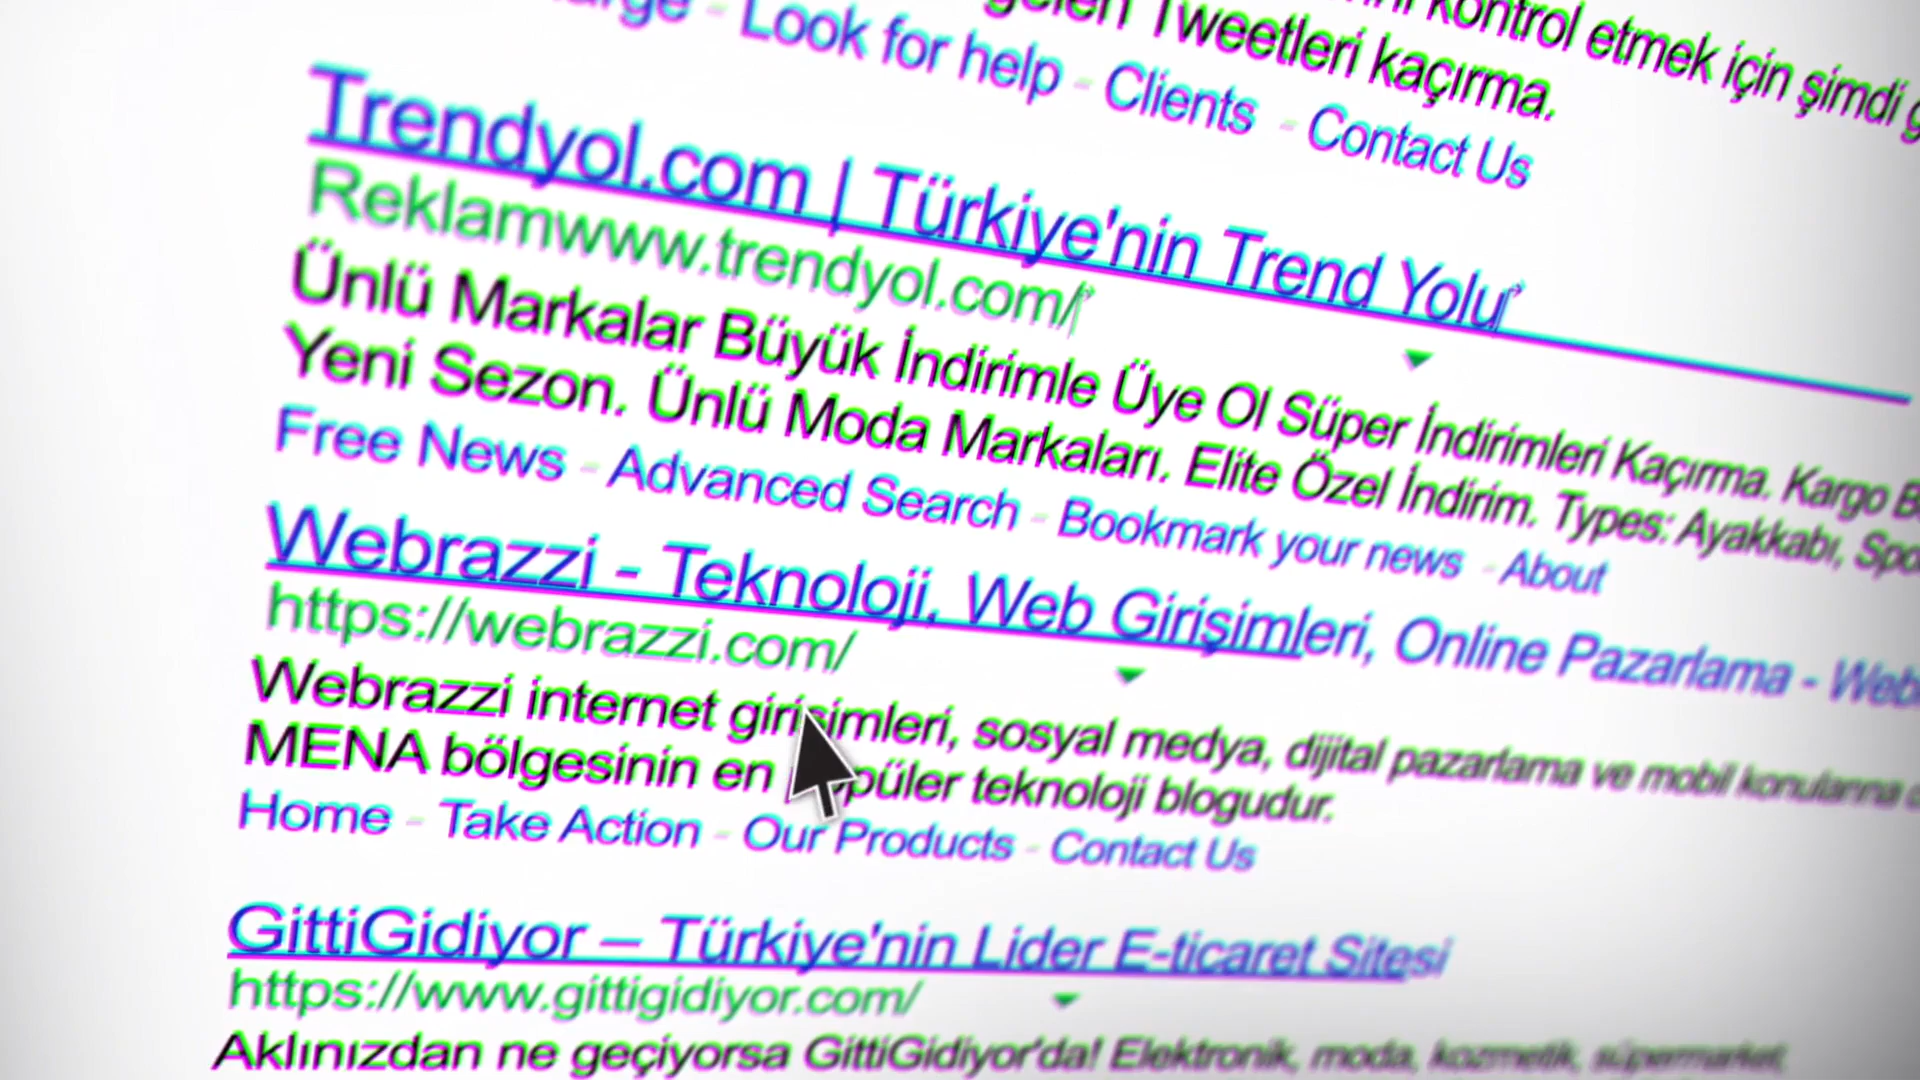 Look for help - Clients - Contact Us
kontrol etmek için şimdi
gelen Tweetleri kaçırma.
Trendyol.com | Türkiye'nin Trend Yolu
Reklamwww.trendyol.com/
Ünlü Markalar Büyük İndirimle Üye Ol Süper İndirimleri Kaçırma. Kargo
Yeni Sezon. Ünlü Moda Markaları. Elite Özel İndirim. Types: Ayakkabı,
Free News - Advanced Search - Bookmark your news - About
Webrazzi - Teknoloji, Web Girişimleri, Online Pazarlama -
https://webrazzi.com/
Webrazzi internet girişimleri, sosyal medya, dijital pazarlama ve mobil konularına
MENA bölgesinin en teknoloji blogudur.
Home - Take Action - Our Products - Contact Us
GittiGidiyor – Türkiye'nin Lider E-ticaret Sitesi
https://www.gittigidiyor.com/
Aklınızdan ne geçiyorsa GittiGidiyor'da! Elektronik, moda, kozmetik, süpermarket,